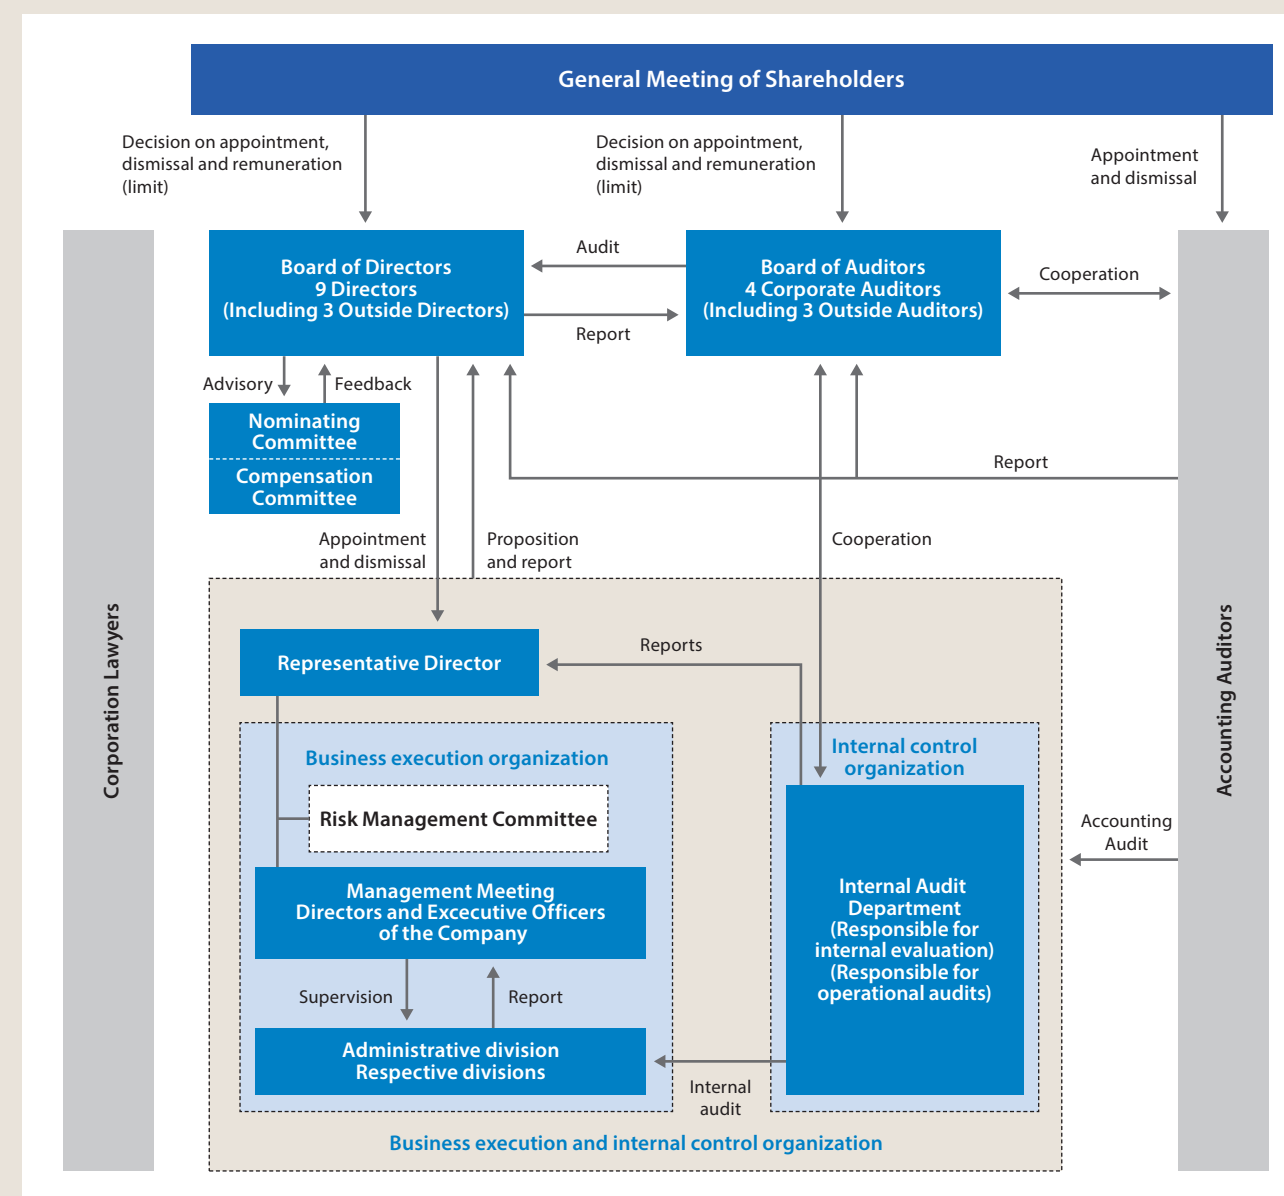 General Meeting of Shareholders
Decision on appointment,
dismissal and remuneration
(limit)
Decision on appointment,
dismissal and remuneration
(limit)
Appointment
and dismissal
Corporation Lawyers
Board of Directors
9 Directors
(Including 3 Outside Directors)
Audit
Report
Board of Auditors
4 Corporate Auditors
(Including 3 Outside Auditors)
Cooperation
Accounting Auditors
Advisory
Feedback
Nominating
Committee
Compensation
Committee
Report
Appointment
and dismissal
Proposition
and report
Cooperation
Representative Director
Reports
Business execution organization
Risk Management Committee
Management Meeting
Directors and Excecutive Officers
of the Company
Supervision
Report
Administrative division
Respective divisions
Internal control
organization
Internal Audit
Department
(Responsible for
internal evaluation)
(Responsible for
operational audits)
Accounting
Audit
Internal
audit
Business execution and internal control organization